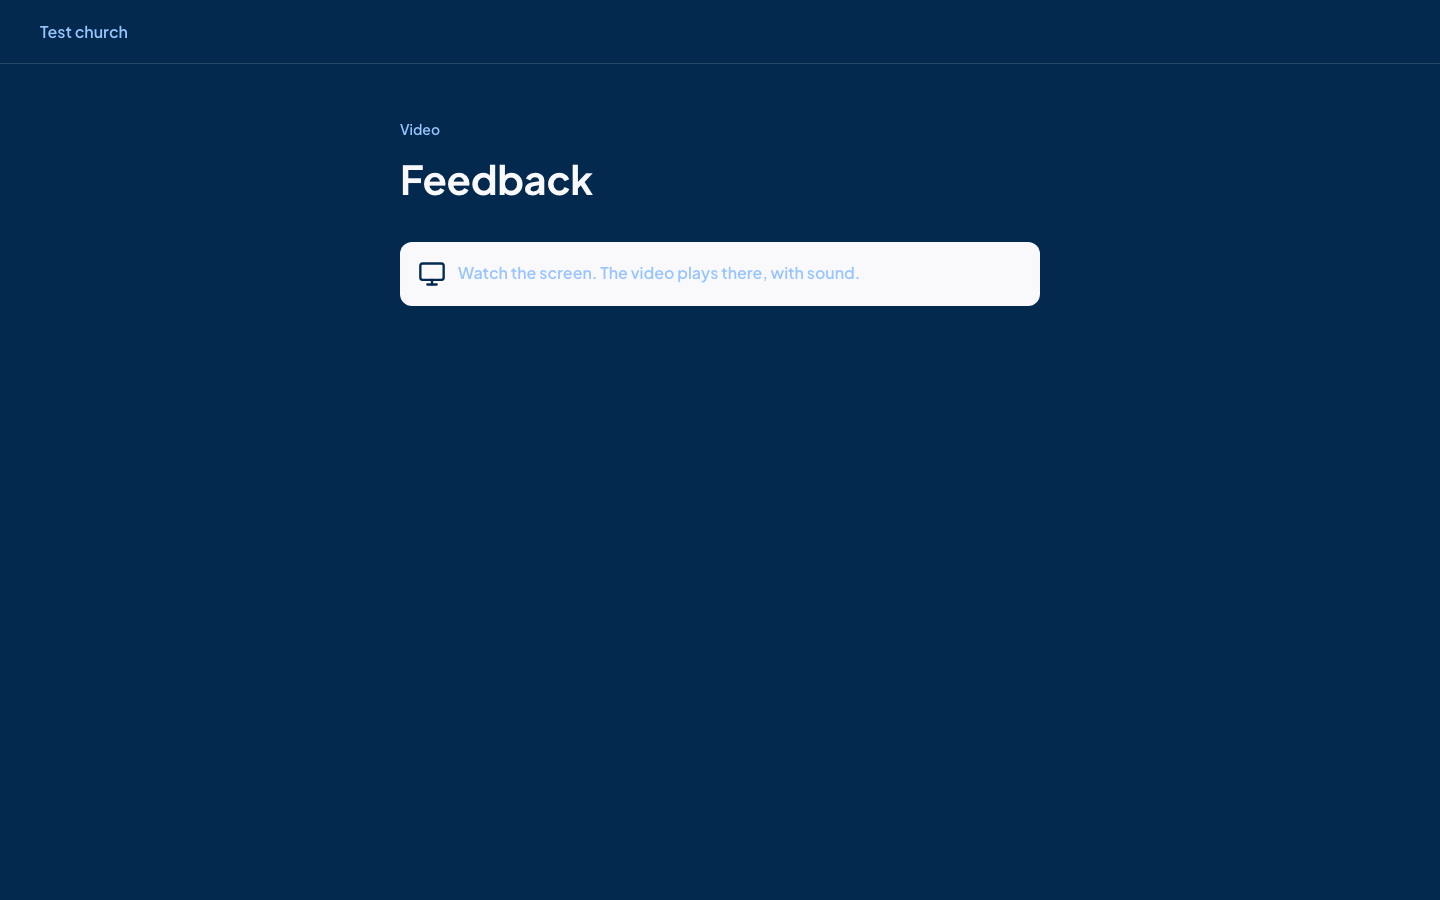 Test church
Video
Feedback
Watch the screen. The video plays there, with sound.